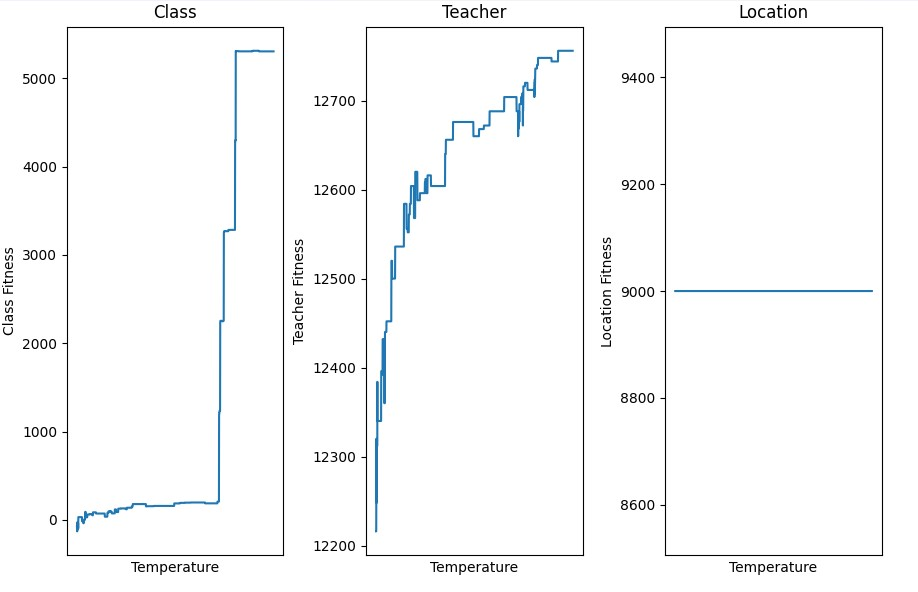 Class
Teacher
Location
Class Fitness
5000
4000
3000
2000
1000
0
Temperature
Teacher Fitness
12700
12600
12500
12400
12300
12200
Temperature
Location Fitness
9400
9200
9000
8800
8600
Temperature